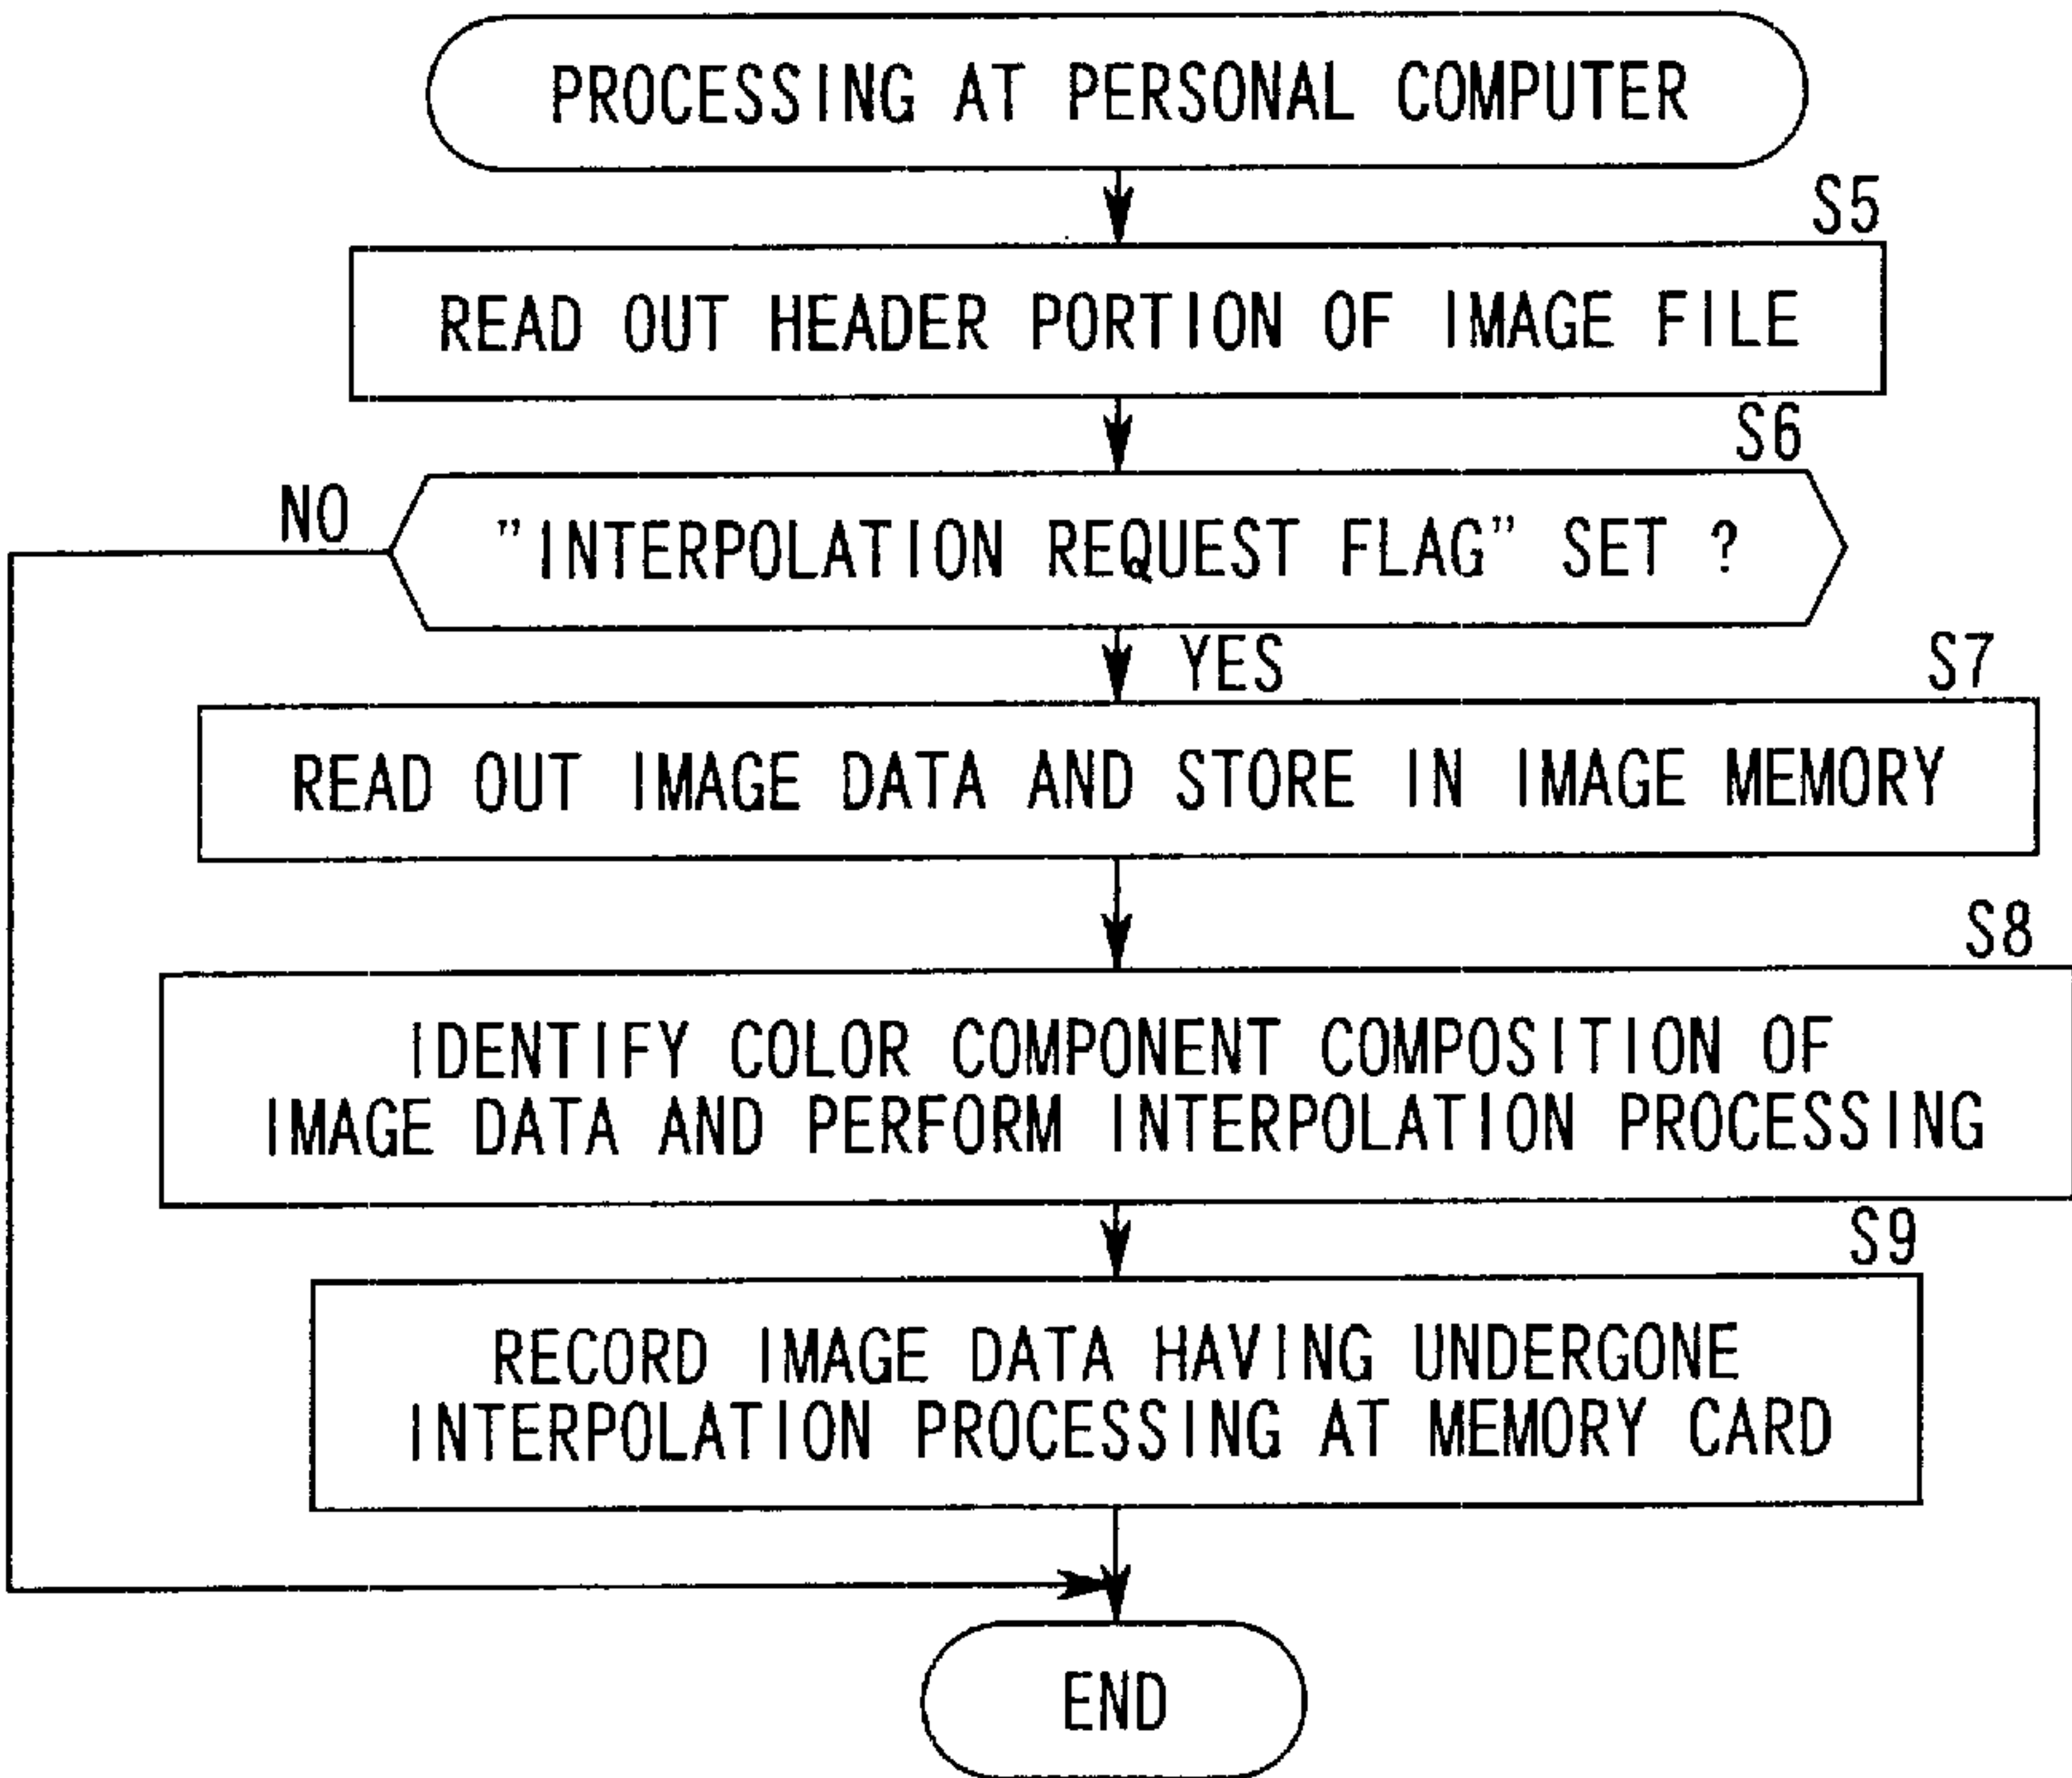 PROCESSING AT PERSONAL COMPUTER
S5
READ OUT HEADER PORTION OF IMAGE FILE
S6
NO
"INTERPOLATION REQUEST FLAG" SET ?
YES
S7
READ OUT IMAGE DATA AND STORE IN IMAGE MEMORY
S8
IDENTIFY COLOR COMPONENT COMPOSITION OF
IMAGE DATA AND PERFORM INTERPOLATION PROCESSING
S9
RECORD IMAGE DATA HAVING UNDERGONE
INTERPOLATION PROCESSING AT MEMORY CARD
END